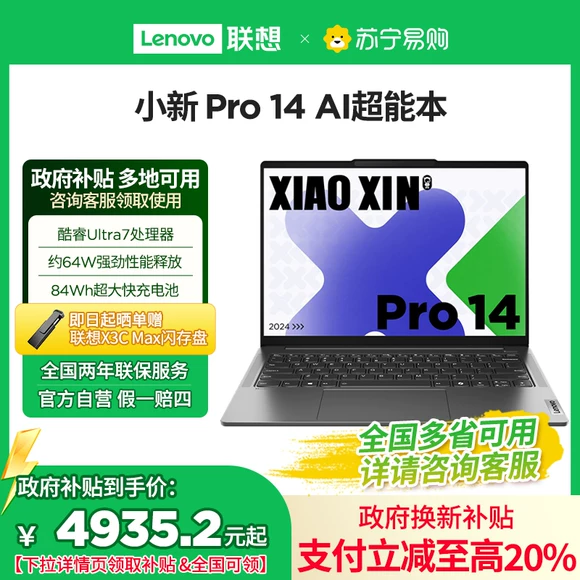 Lenovo 联想 × 苏宁易购
小新 Pro 14 AI超能本
政府补贴 多地可用
咨询客服领取使用
酷睿Ultra7处理器
约64W强劲性能释放
84Wh超大快充电池
即日起晒单赠
联想X3C Max闪存盘
全国两年联保服务
官方自营 假一赔四
XIAO XIN
Pro 14
2024
Lenovo
全国多省可用
详请咨询客服
政府补贴到手价：
￥4935.2元起
【下拉详情页领取补贴&全国可领】
政府换新补贴
支付立减至高20%